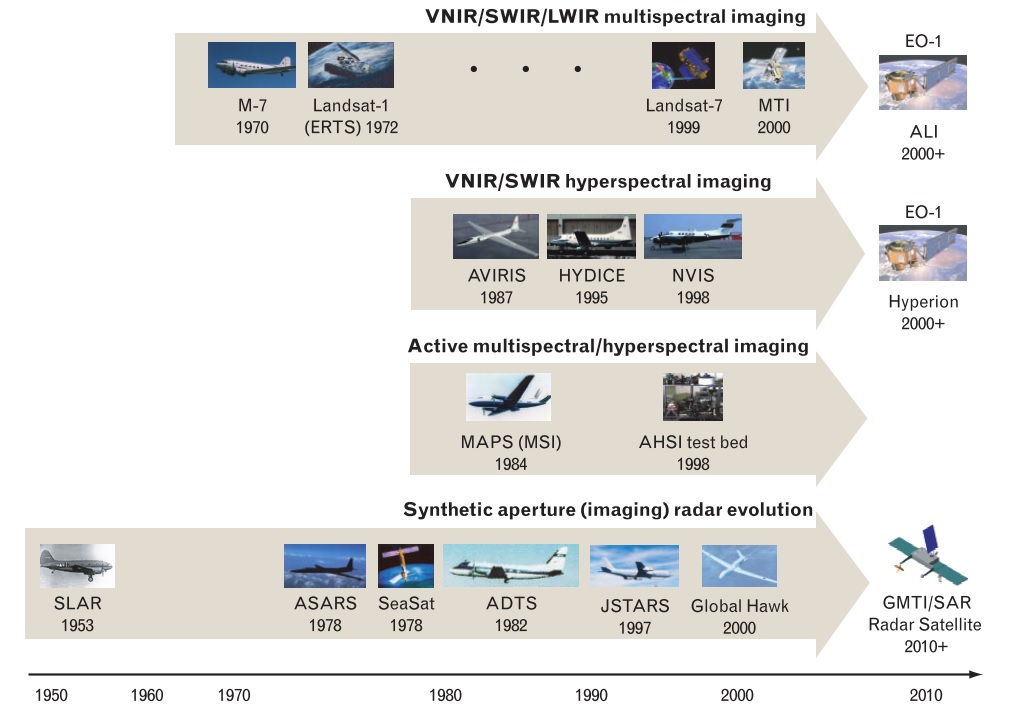 VNIR/SWIR/LWIR multispectral imaging
M-7
1970
Landsat-1
(ERTS) 1972
Landsat-7
1999
MTI
2000
EO-1
ALI
2000+
VNIR/SWIR hyperspectral imaging
AVIRIS
1987
HYDICE
1995
NVIS
1998
EO-1
Hyperion
2000+
Active multispectral/hyperspectral imaging
MAPS (MSI)
1984
AHSI test bed
1998
Synthetic aperture (imaging) radar evolution
SLAR
1953
ASARS
1978
SeaSat
1978
ADTS
1982
JSTARS
1997
Global Hawk
2000
GMTI/SAR
Radar Satellite
2010+
1950 1960 1970 1980 1990 2000 2010